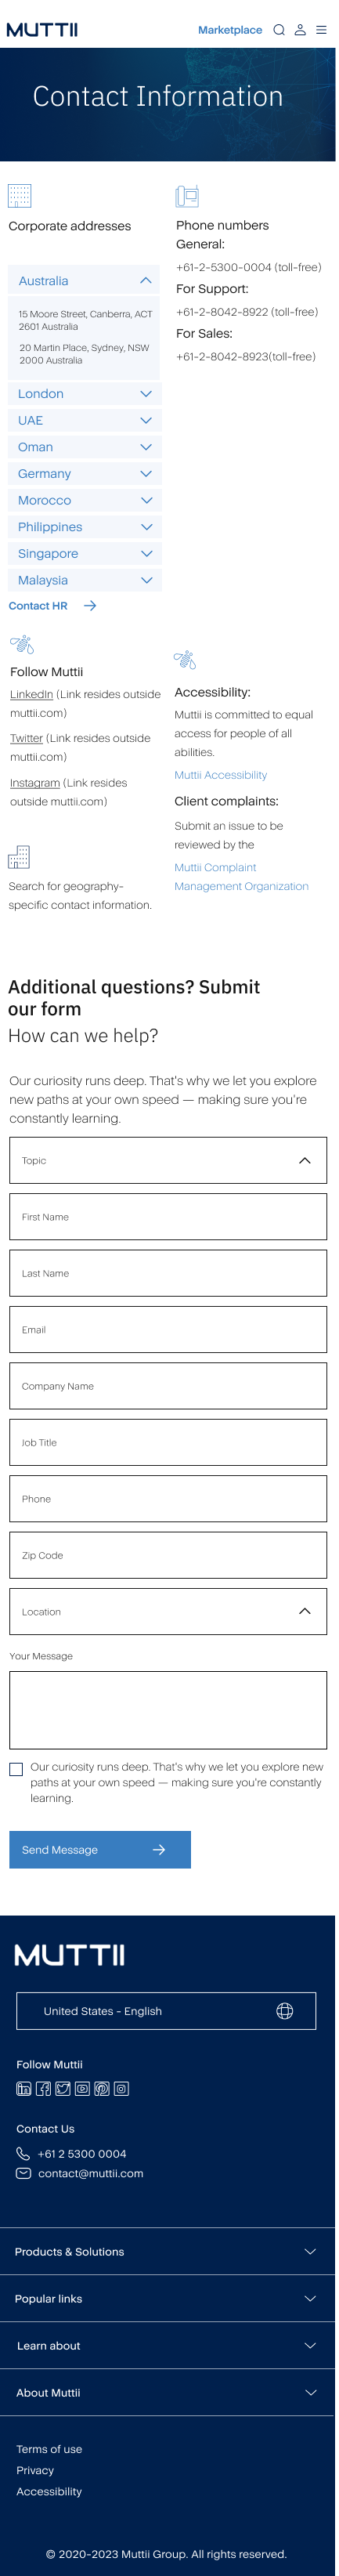 MUTTII
Marketplace
Contact Information
Corporate addresses
Australia
15 Moore Street, Canberra, ACT
2601 Australia
20 Martin Place, Sydney, NSW
2000 Australia
London
UAE
Oman
Germany
Morocco
Philippines
Singapore
Malaysia
Contact HR
Phone numbers
General:
+61-2-5300-0004 (toll-free)
For Support:
+61-2-8042-8922 (toll-free)
For Sales:
+61-2-8042-8923(toll-free)
Follow Muttii
LinkedIn (Link resides outside
muttii.com)
Twitter (Link resides outside
muttii.com)
Instagram (Link resides
outside muttii.com)
Search for geography-
specific contact information.
Accessibility:
Muttii is committed to equal
access for people of all
abilities.
Muttii Accessibility
Client complaints:
Submit an issue to be
reviewed by the
Muttii Complaint
Management Organization
Additional questions? Submit
our form
How can we help?
Our curiosity runs deep. That's why we let you explore
new paths at your own speed — making sure you're
constantly learning.
Topic
First Name
Last Name
Email
Company Name
Job Title
Phone
Zip Code
Location
Your Message
Our curiosity runs deep. That's why we let you explore new
paths at your own speed — making sure you're constantly
learning.
Send Message
MUTTII
United States - English
Follow Muttii
Contact Us
+61 2 5300 0004
contact@muttii.com
Products & Solutions
Popular links
Learn about
About Muttii
Terms of use
Privacy
Accessibility
© 2020-2023 Muttii Group. All rights reserved.